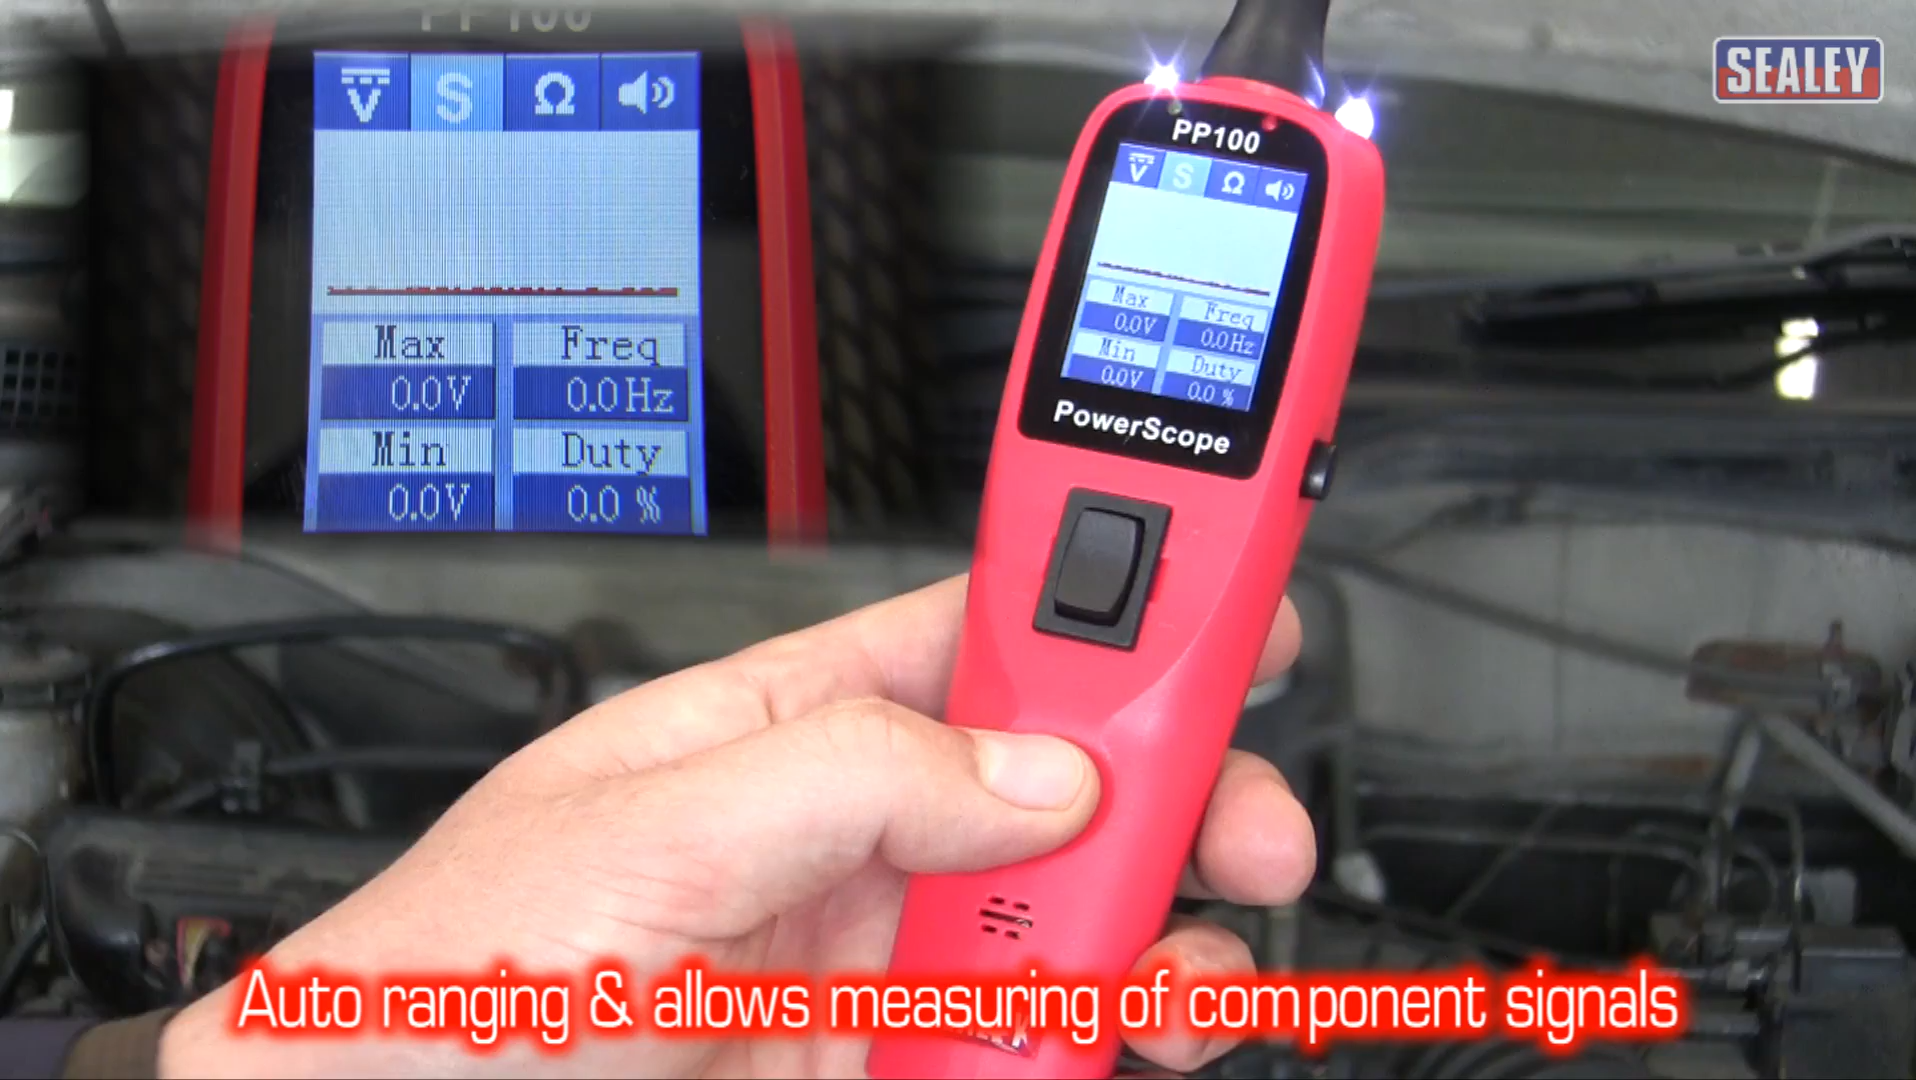 PP100
V S Ω
Max Freq
0.0V 0.0Hz
Min Duty
0.0V 0.0 %
SEALEY
PP100
V S Ω
Max Freq
0.0V 0.0Hz
Min Duty
0.0V 0.0 %
PowerScope
Auto ranging & allows measuring of component signals